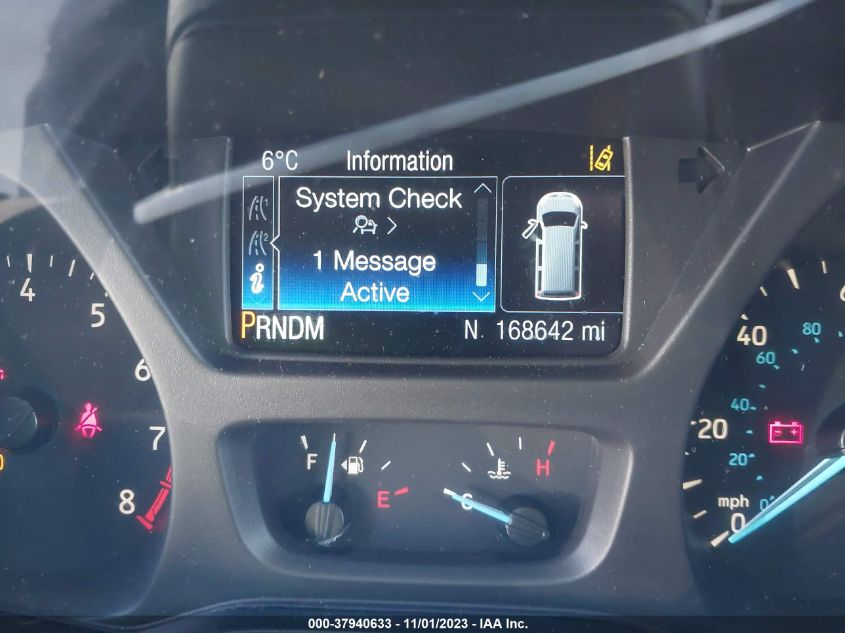 6°C Information
System Check
1 Message
Active
PRNDM N 168642 mi
4
5
6
7
8
F
E
C
H
40
80
60
40
20
20
mph
0
0
000-37940633 - 11/01/2023 - IAA Inc.